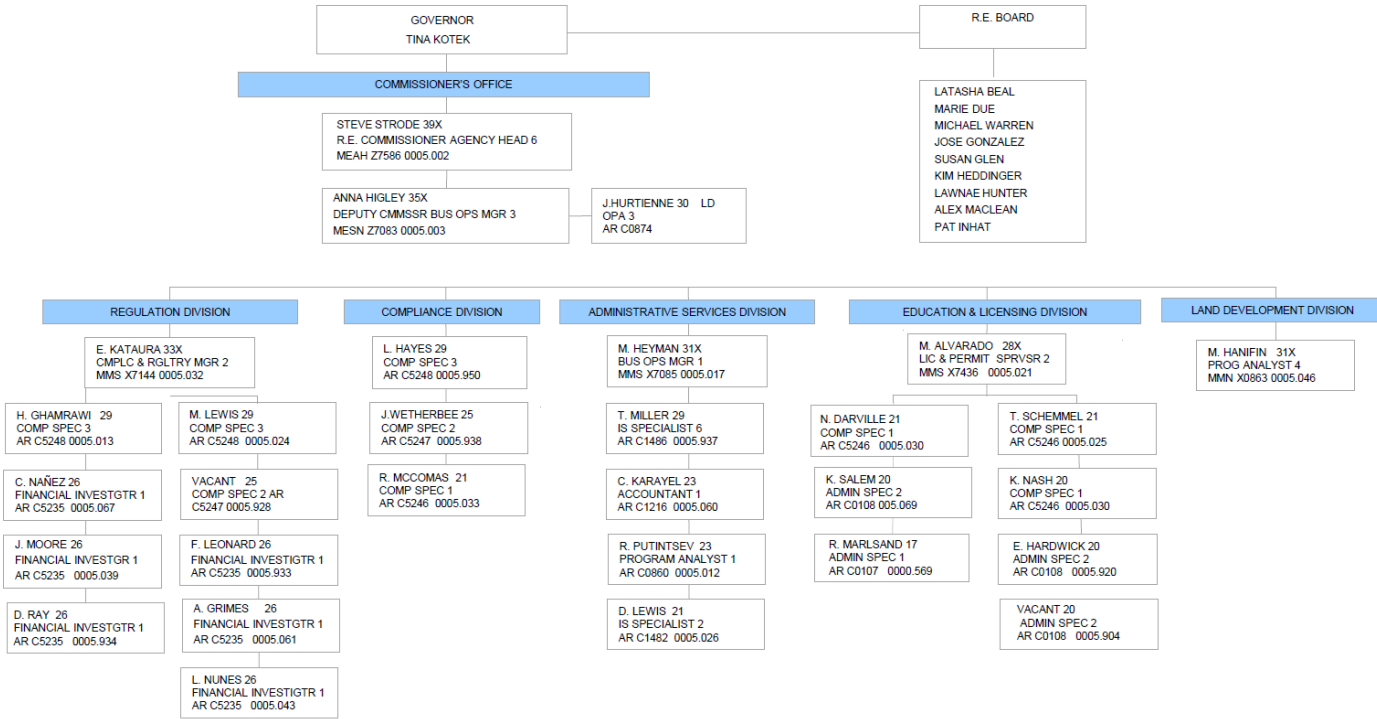 GOVERNOR
TINA KOTEK
R.E. BOARD
COMMISSIONER'S OFFICE
LATASHA BEAL
MARIE DUE
MICHAEL WARREN
JOSE GONZALEZ
SUSAN GLEN
KIM HEDDINGER
LAWNAE HUNTER
ALEX MACLEAN
PAT INHAT
STEVE STRODE 39X
R.E. COMMISSIONER AGENCY HEAD 6
MEAH Z7586 0005.002
ANNA HIGLEY 35X
DEPUTY CMMSSR BUS OPS MGR 3
MESN Z7083 0005.003
J.HURTIENNE 30 LD
OPA 3
AR C0874
REGULATION DIVISION
E. KATAURA 33X
CMPLC & RGLTRY MGR 2
MMS X7144 0005.032
H. GHAMRAWI 29
COMP SPEC 3
AR C5248 0005.013
C. NAÑEZ 26
FINANCIAL INVESTGTR 1
AR C5235 0005.067
J. MOORE 26
FINANCIAL INVESTGR 1
AR C5235 0005.039
D. RAY 26
FINANCIAL INVESTGTR 1
AR C5235 0005.934
M. LEWIS 29
COMP SPEC 3
AR C5248 0005.024
VACANT 25
COMP SPEC 2 AR
C5247 0005.928
F. LEONARD 26
FINANCIAL INVESTIGTR 1
AR C5235 0005.933
A. GRIMES 26
FINANCIAL INVESTGTR 1
AR C5235 0005.061
L. NUNES 26
FINANCIAL INVESTIGTR 1
AR C5235 0005.043
COMPLIANCE DIVISION
L. HAYES 29
COMP SPEC 3
AR C5248 0005.950
J.WETHERBEE 25
COMP SPEC 2
AR C5247 0005.938
R. MCCOMAS 21
COMP SPEC 1
AR C5246 0005.033
ADMINISTRATIVE SERVICES DIVISION
M. HEYMAN 31X
BUS OPS MGR 1
MMS X7085 0005.017
T. MILLER 29
IS SPECIALIST 6
AR C1486 0005.937
C. KARAYEL 23
ACCOUNTANT 1
AR C1216 0005.060
R. PUTINTSEV 23
PROGRAM ANALYST 1
AR C0860 0005.012
D. LEWIS 21
IS SPECIALIST 2
AR C1482 0005.026
EDUCATION & LICENSING DIVISION
M. ALVARADO 28X
LIC & PERMIT SPRVSR 2
MMS X7436 0005.021
N. DARVILLE 21
COMP SPEC 1
AR C5246 0005.030
K. SALEM 20
ADMIN SPEC 2
AR C0108 005.069
R. MARLSAND 17
ADMIN SPEC 1
AR C0107 0000.569
T. SCHEMMEL 21
COMP SPEC 1
AR C5246 0005.025
K. NASH 20
COMP SPEC 1
AR C5246 0005.030
E. HARDWICK 20
ADMIN SPEC 2
AR C0108 0005.920
VACANT 20
ADMIN SPEC 2
AR C0108 0005.904
LAND DEVELOPMENT DIVISION
M. HANIFIN 31X
PROG ANALYST 4
MMN X0863 0005.046